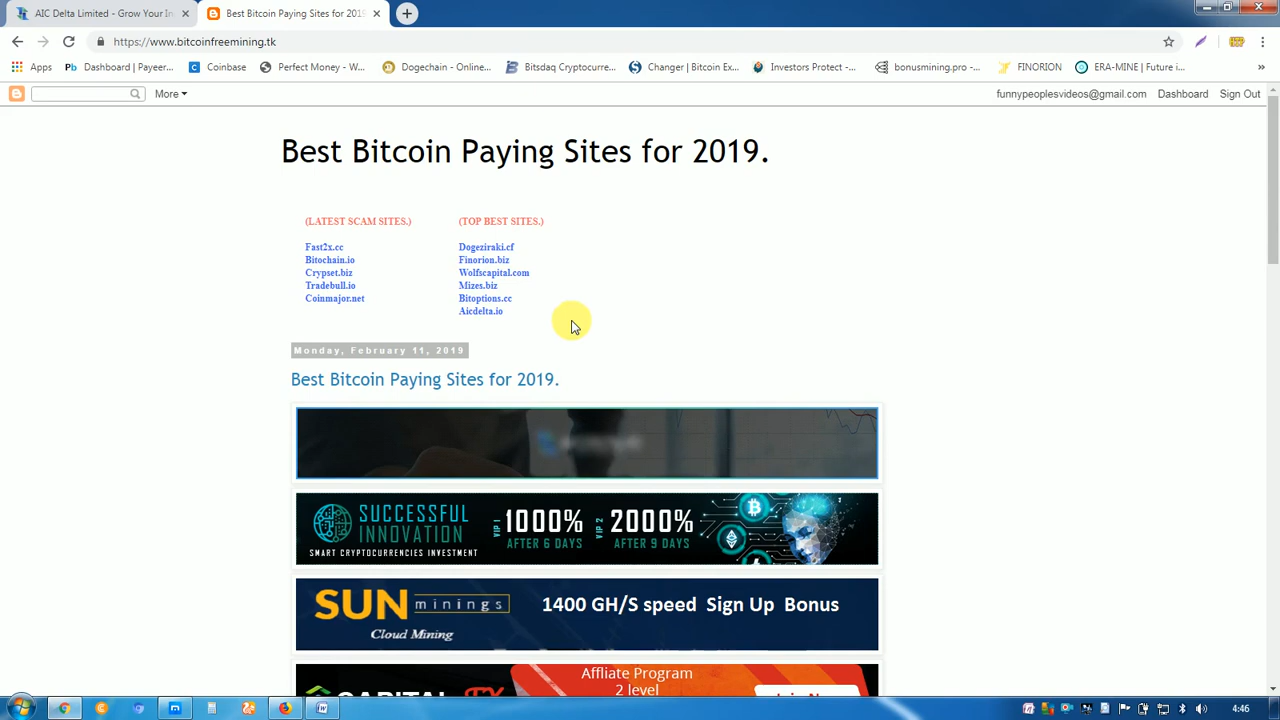 AIC Delta Limited - Grow Your In
Best Bitcoin Paying Sites for 2019
https://www.bitcoinfreemining.tk
Apps
Dashboard | Payeer...
Coinbase
Perfect Money - W...
Dogechain - Online...
Bitsdaq Cryptocurre...
Changer | Bitcoin Ex...
Investors Protect -...
bonusmining.pro -...
FINORION
ERA-MINE | Future i...
»
More
funnypeoplesvideos@gmail.com
Dashboard
Sign Out
Best Bitcoin Paying Sites for 2019.
(LATEST SCAM SITES.)
Fast2x.cc
Bitochain.io
Crypset.biz
Tradebull.io
Coinmajor.net
(TOP BEST SITES.)
Dogeziraki.cf
Finorion.biz
Wolfscapital.com
Mizes.biz
Bitoptions.cc
Aicdelta.io
Monday, February 11, 2019
Best Bitcoin Paying Sites for 2019.
SUCCESSFUL
INNOVATION
SMART CRYPTOCURRENCIES INVESTMENT
VIP 1
1000%
AFTER 6 DAYS
VIP 2
2000%
AFTER 9 DAYS
SUN minings
Cloud Mining
1400 GH/S speed Sign Up Bonus
Affliate Program
2 level
4:46